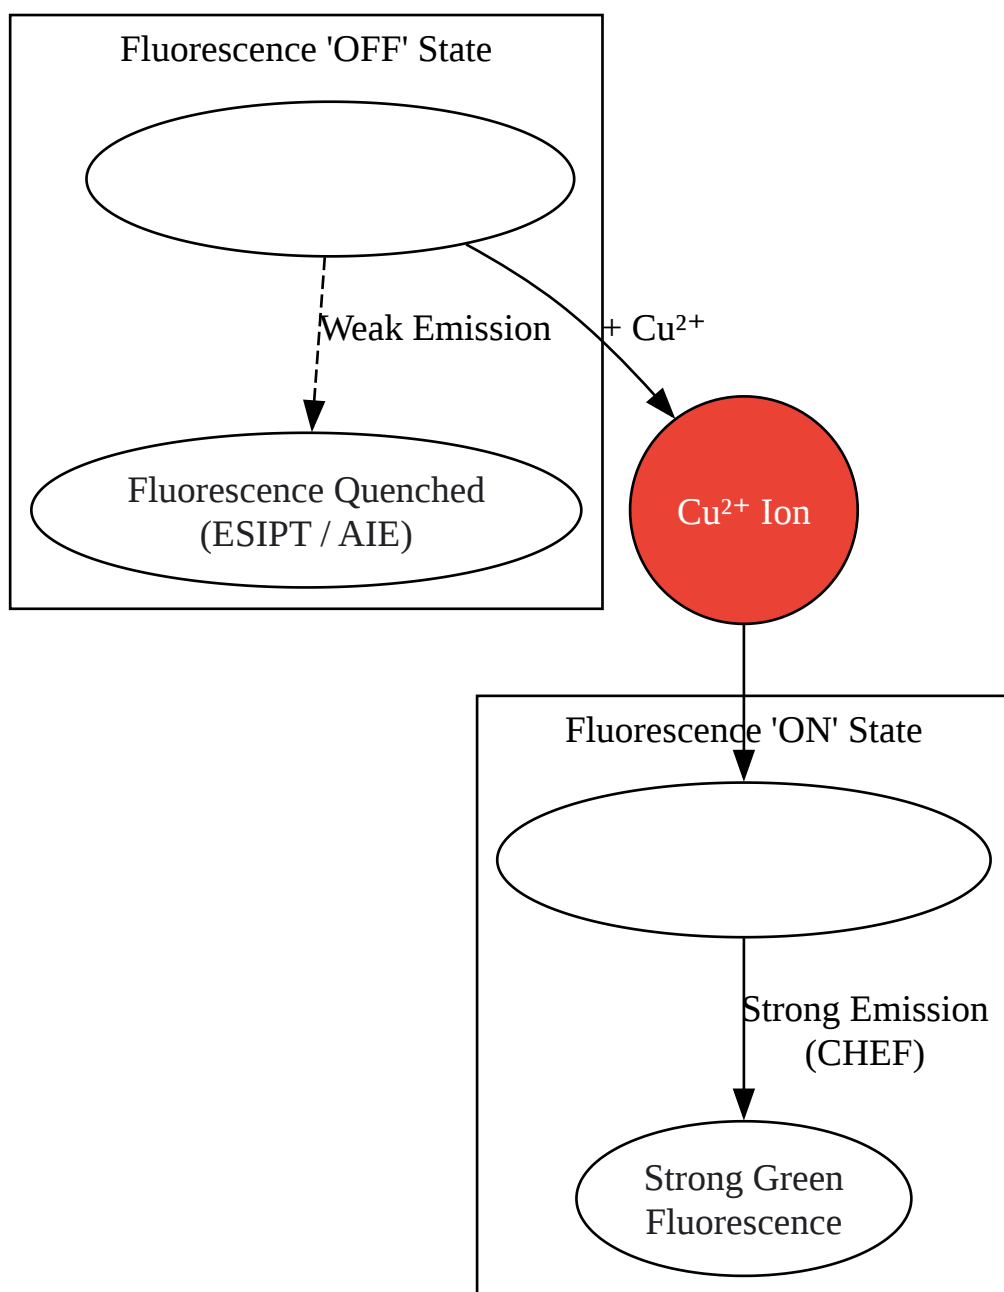 Fluorescence 'OFF' State
Weak Emission
+ Cu²⁺
Fluorescence Quenched
(ESIPT / AIE)
Cu²⁺ Ion
Fluorescence 'ON' State
Strong Emission
(CHEF)
Strong Green
Fluorescence